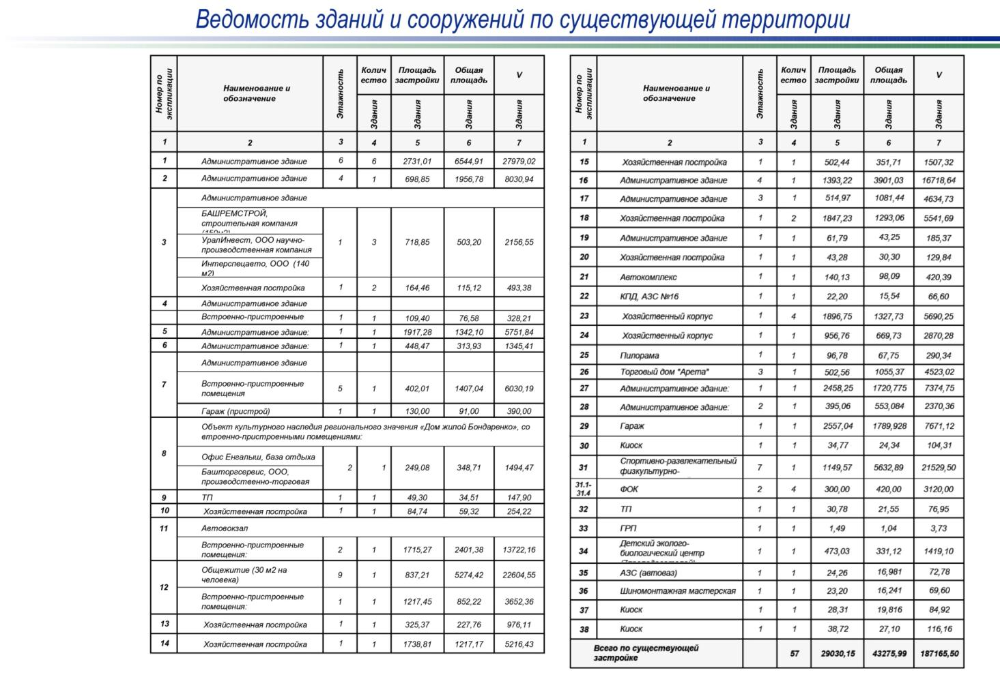 Ведомость зданий и сооружений по существующей территории
Номер по экспликации | Наименование и обозначение | Этажность | Количество | Площадь застройки | Общая площадь | V
Здания | Здания | Здания | Здания
1 | 2 | 3 | 4 | 5 | 6 | 7
1 | Административное здание | 6 | 6 | 2731,01 | 6544,91 | 27979,02
2 | Административное здание | 4 | 1 | 698,85 | 1956,78 | 8030,94
3 | Административное здание
БАШРЕМСТРОЙ, строительная компания (150м2)
УралИнвест, ООО научно-производственная компания | 1 | 3 | 718,85 | 503,20 | 2156,55
Интерспецавто, ООО (140 м2)
Хозяйственная постройка | 1 | 2 | 164,46 | 115,12 | 493,38
4 | Административное здание
Встроенно-пристроенные | 1 | 1 | 109,40 | 76,58 | 328,21
5 | Административное здание: | 1 | 1 | 1917,28 | 1342,10 | 5751,84
6 | Административное здание: | 1 | 1 | 448,47 | 313,93 | 1345,41
7 | Административное здание
Встроенно-пристроенные помещения | 5 | 1 | 402,01 | 1407,04 | 6030,19
Гараж (пристрой) | 1 | 1 | 130,00 | 91,00 | 390,00
8 | Объект культурного наследия регионального значения «Дом жилой Бондаренко», со втроенно-пристроенными помещениями:
Офис Енгалыш, база отдыха | 2 | 1 | 249,08 | 348,71 | 1494,47
Башторгсервис, ООО, производственно-торговая
9 | ТП | 1 | 1 | 49,30 | 34,51 | 147,90
10 | Хозяйственная постройка | 1 | 1 | 84,74 | 59,32 | 254,22
11 | Автовокзал
Встроенно-пристроенные помещения: | 2 | 1 | 1715,27 | 2401,38 | 13722,16
12 | Общежитие (30 м2 на человека) | 9 | 1 | 837,21 | 5274,42 | 22604,55
Встроенно-пристроенные помещения: | 1 | 1 | 1217,45 | 852,22 | 3652,36
13 | Хозяйственная постройка | 1 | 1 | 325,37 | 227,76 | 976,11
14 | Хозяйственная постройка | 1 | 1 | 1738,81 | 1217,17 | 5216,43
Номер по экспликации | Наименование и обозначение | Этажность | Количество | Площадь застройки | Общая площадь | V
Здания | Здания | Здания | Здания
1 | 2 | 3 | 4 | 5 | 6 | 7
15 | Хозяйственная постройка | 1 | 1 | 502,44 | 351,71 | 1507,32
16 | Административное здание | 4 | 1 | 1393,22 | 3901,03 | 16718,64
17 | Административное здание | 3 | 1 | 514,97 | 1081,44 | 4634,73
18 | Хозяйственная постройка | 1 | 2 | 1847,23 | 1293,06 | 5541,69
19 | Административное здание | 1 | 1 | 61,79 | 43,25 | 185,37
20 | Хозяйственная постройка | 1 | 1 | 43,28 | 30,30 | 129,84
21 | Автокомплекс | 1 | 1 | 140,13 | 98,09 | 420,39
22 | КПД, АЗС №16 | 1 | 1 | 22,20 | 15,54 | 66,60
23 | Хозяйственный корпус | 1 | 4 | 1896,75 | 1327,73 | 5690,25
24 | Хозяйственный корпус | 1 | 1 | 956,76 | 669,73 | 2870,28
25 | Пилорама | 1 | 1 | 96,78 | 67,75 | 290,34
26 | Торговый дом "Арета" | 3 | 1 | 502,56 | 1055,37 | 4523,02
27 | Административное здание: | 1 | 1 | 2458,25 | 1720,775 | 7374,75
28 | Административное здание: | 2 | 1 | 395,06 | 553,084 | 2370,36
29 | Гараж | 1 | 1 | 2557,04 | 1789,928 | 7671,12
30 | Киоск | 1 | 1 | 34,77 | 24,34 | 104,31
31 | Спортивно-развлекательный физкультурно- | 7 | 1 | 1149,57 | 5632,89 | 21529,50
31.1-31.4 | ФОК | 2 | 4 | 300,00 | 420,00 | 3120,00
32 | ТП | 1 | 1 | 30,78 | 21,55 | 76,95
33 | ГРП | 1 | 1 | 1,49 | 1,04 | 3,73
34 | Детский эколого-биологический центр | 1 | 1 | 473,03 | 331,12 | 1419,10
35 | АЗС (автоваз) | 1 | 1 | 24,26 | 16,981 | 72,78
36 | Шиномонтажная мастерская | 1 | 1 | 23,20 | 16,241 | 69,60
37 | Киоск | 1 | 1 | 28,31 | 19,816 | 84,92
38 | Киоск | 1 | 1 | 38,72 | 27,10 | 116,16
Всего по существующей застройке | 57 | 29030,15 | 43275,99 | 187165,50